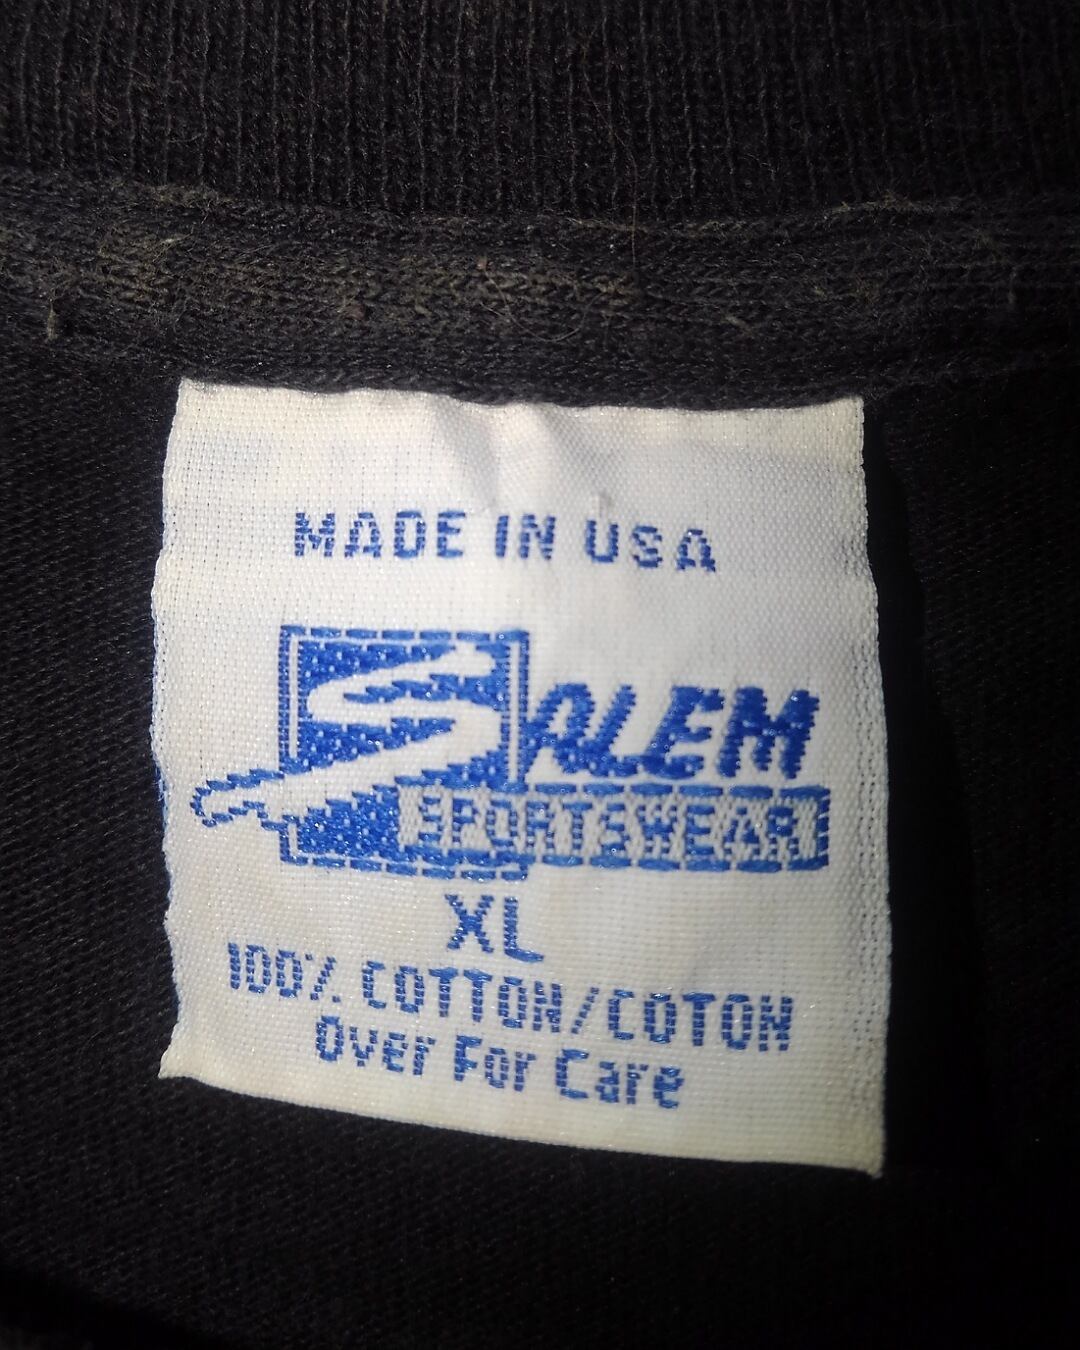 MADE IN USA
SALEM
SPORTSWEAR
XL
100% COTTON/COTON
Over For Care